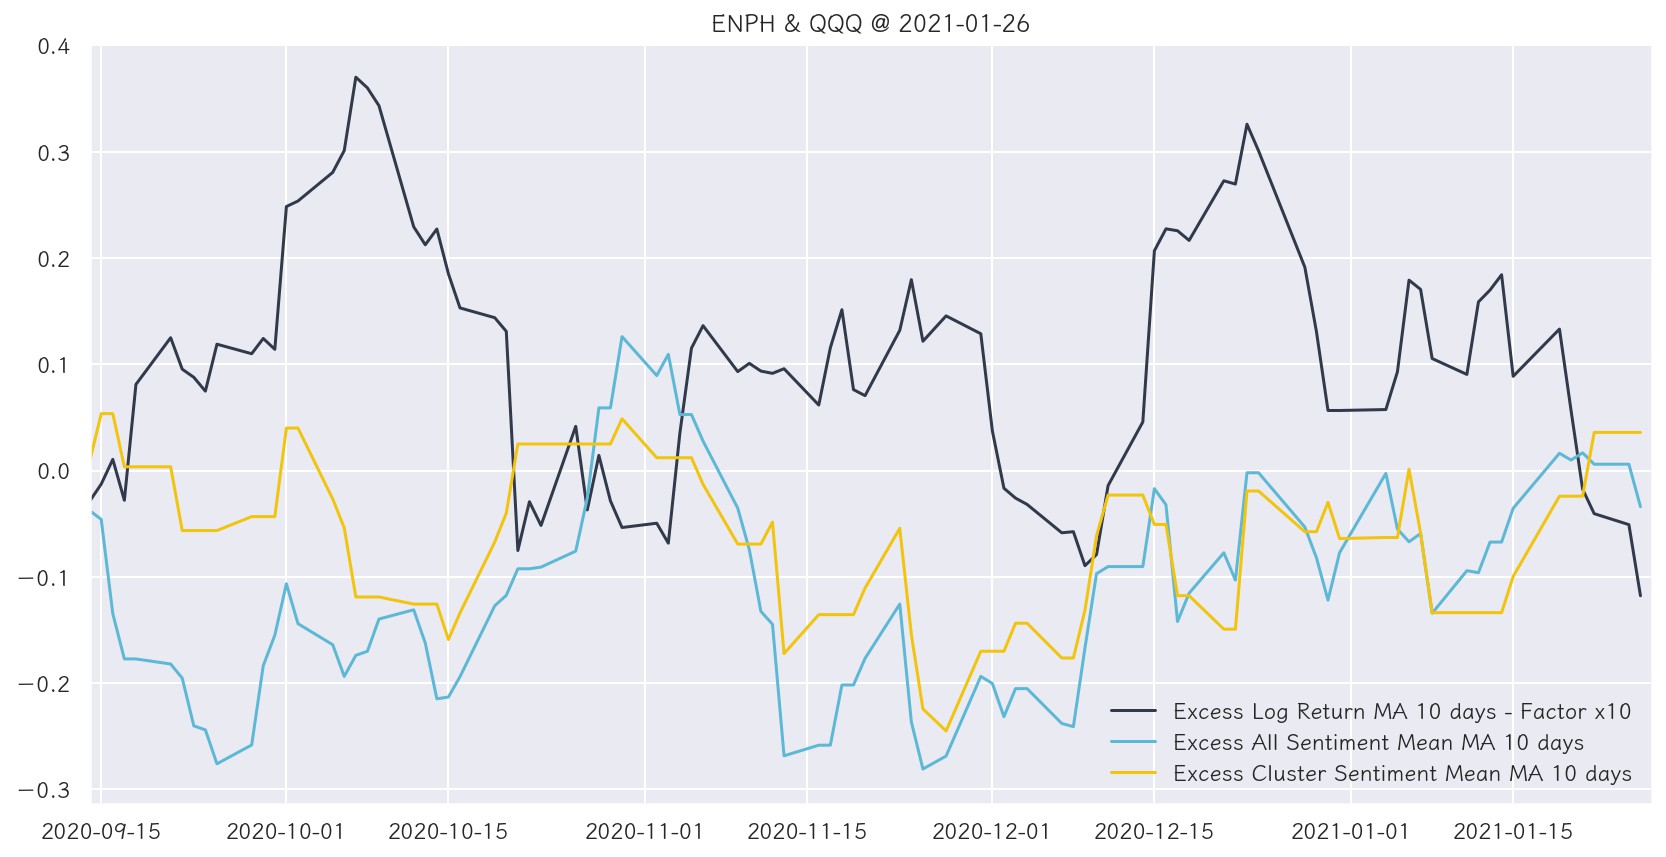 ENPH & QQQ @ 2021-01-26
0.4
0.3
0.2
0.1
0.0
−0.1
−0.2
−0.3
Excess Log Return MA 10 days - Factor x10
Excess All Sentiment Mean MA 10 days
Excess Cluster Sentiment Mean MA 10 days
2020-09-15 2020-10-01 2020-10-15 2020-11-01 2020-11-15 2020-12-01 2020-12-15 2021-01-01 2021-01-15